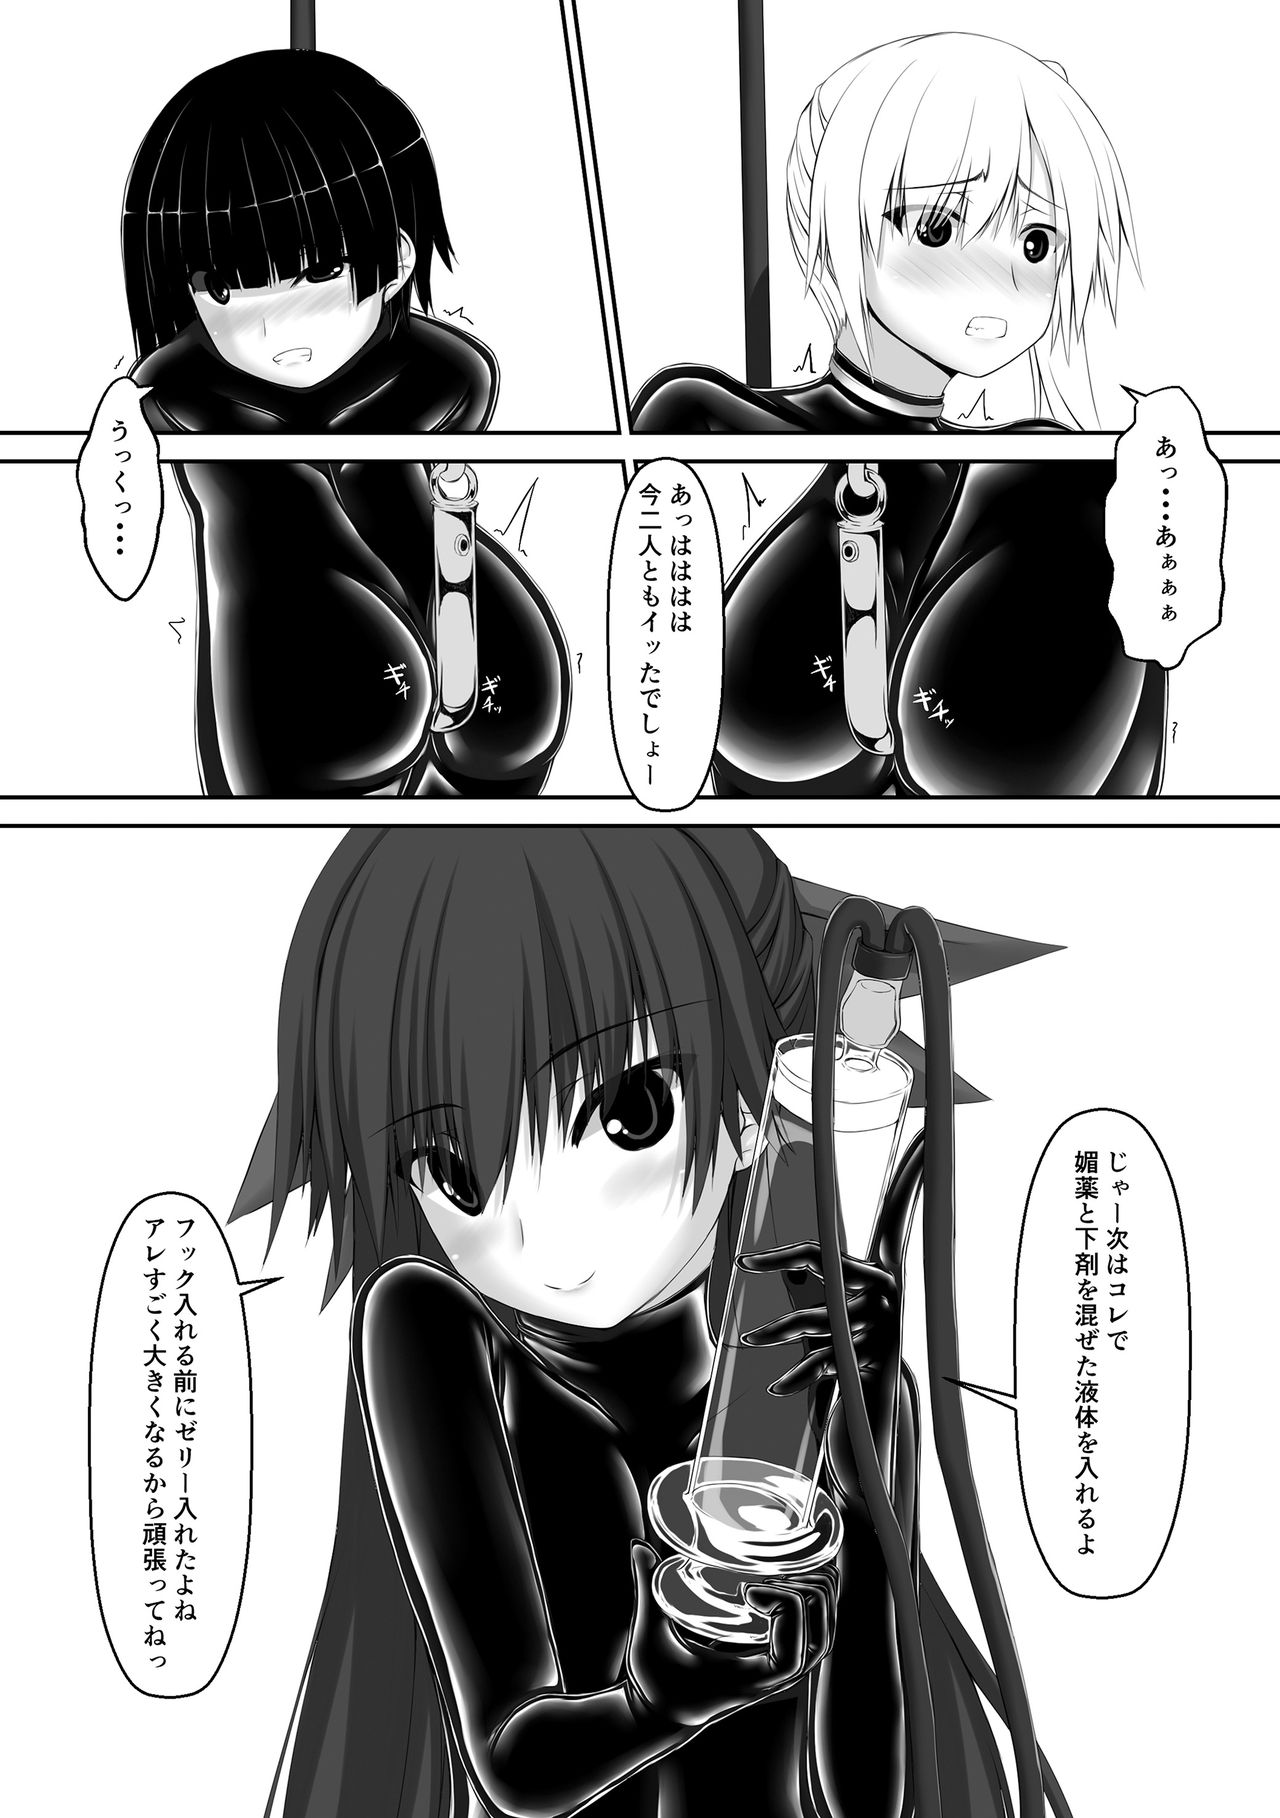 あっ・・・あぁぁぁ
うっくっ・・・
あっはははは
今二人ともイッたでしょー
ギチ
ギチッ
ギチ
ギチッ
じゃー次はコレで
媚薬と下剤を混ぜた液体を入れるよ
フック入れる前にゼリー入れたよね
アレすごく大きくなるから頑張ってねっ